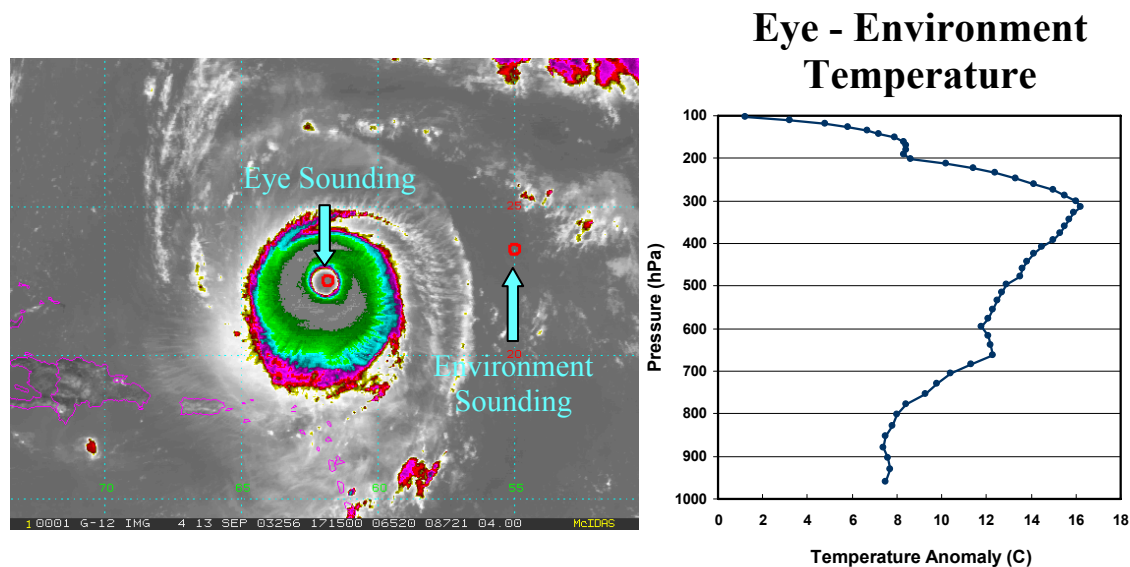 Eye Sounding
25
20
Environment
Sounding
70
65
60
55
1 0001 G-12 IMG 4 13 SEP 03256 171500 06520 08721 04.00 McIDAS
Eye - Environment
Temperature
100
200
300
400
500
600
700
800
900
1000
Pressure (hPa)
0 2 4 6 8 10 12 14 16 18
Temperature Anomaly (C)